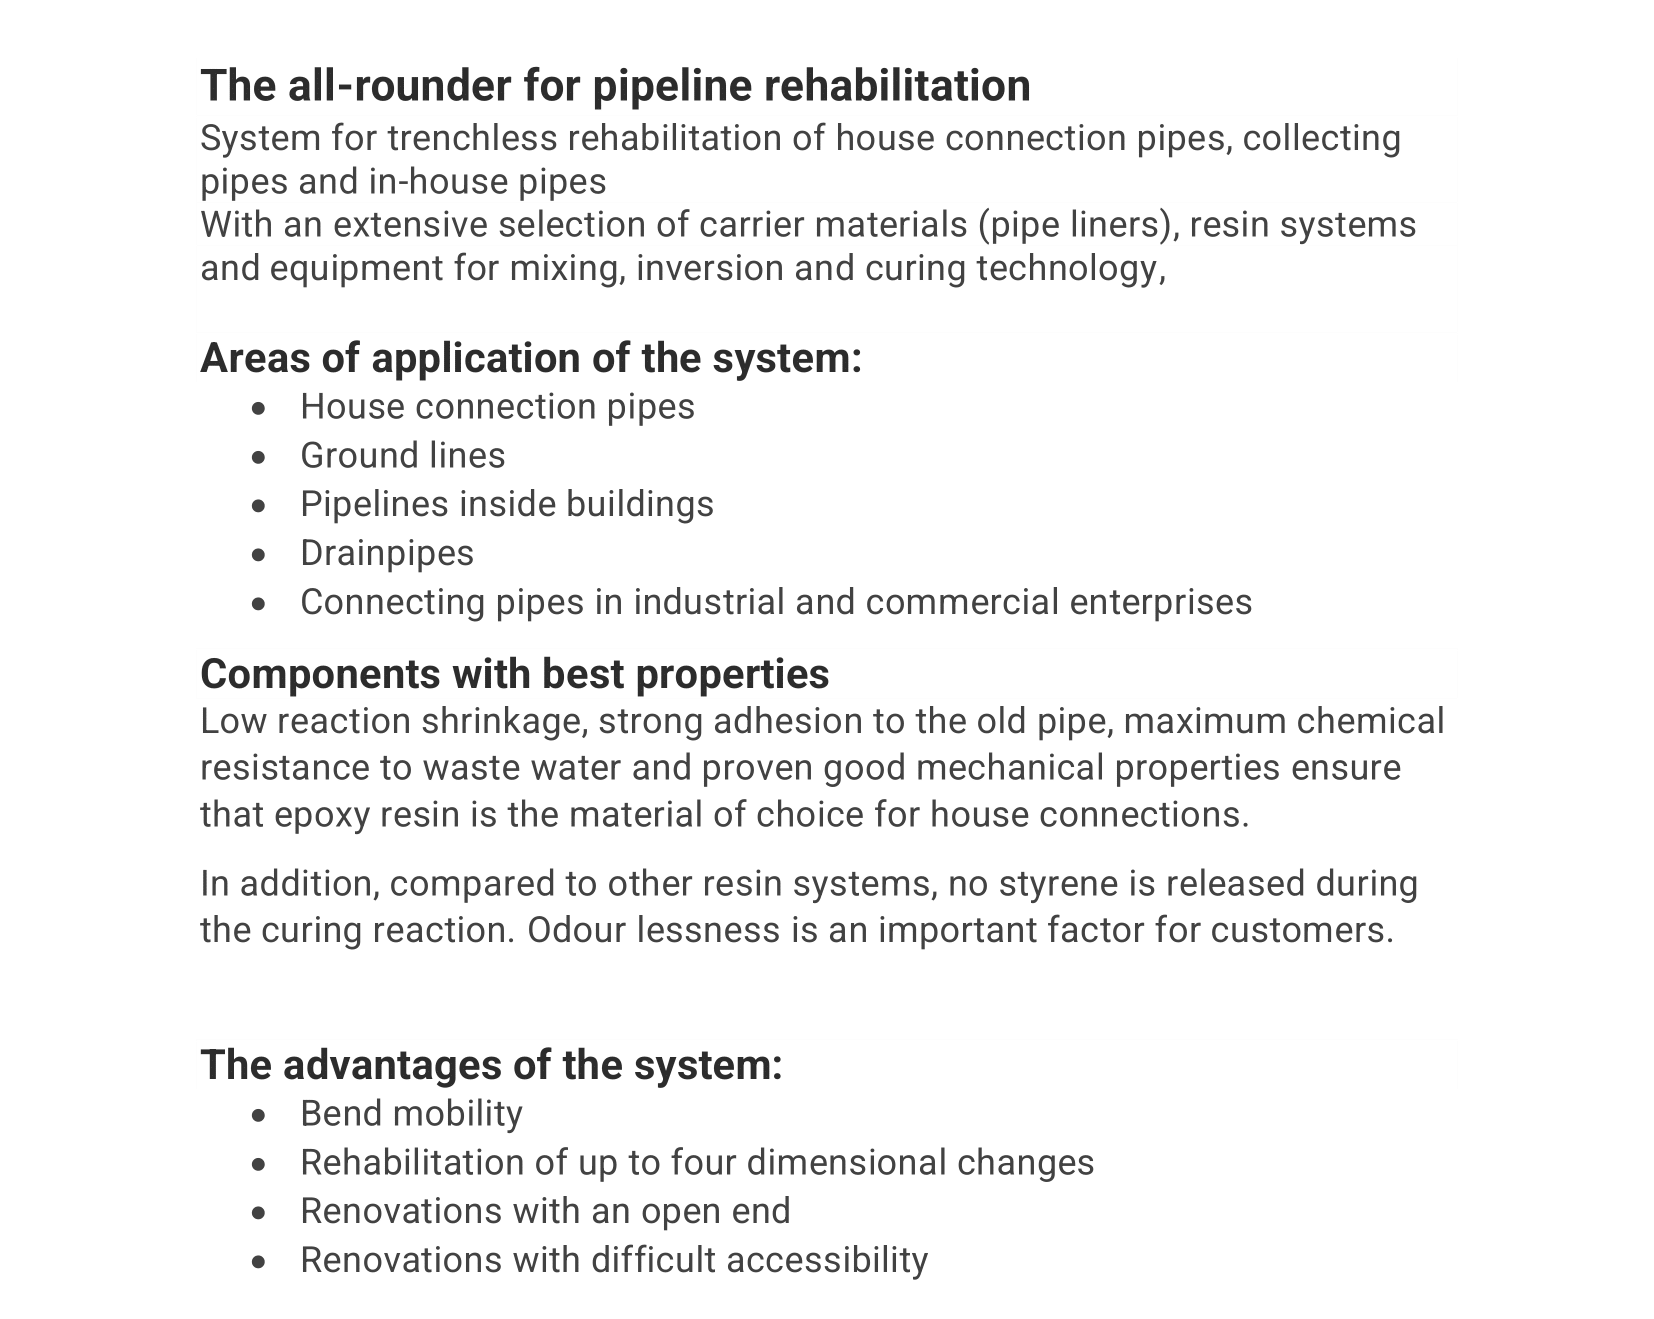 The all-rounder for pipeline rehabilitation
System for trenchless rehabilitation of house connection pipes, collecting
pipes and in-house pipes
With an extensive selection of carrier materials (pipe liners), resin systems
and equipment for mixing, inversion and curing technology,
Areas of application of the system:
• House connection pipes
• Ground lines
• Pipelines inside buildings
• Drainpipes
• Connecting pipes in industrial and commercial enterprises
Components with best properties
Low reaction shrinkage, strong adhesion to the old pipe, maximum chemical
resistance to waste water and proven good mechanical properties ensure
that epoxy resin is the material of choice for house connections.
In addition, compared to other resin systems, no styrene is released during
the curing reaction. Odour lessness is an important factor for customers.
The advantages of the system:
• Bend mobility
• Rehabilitation of up to four dimensional changes
• Renovations with an open end
• Renovations with difficult accessibility